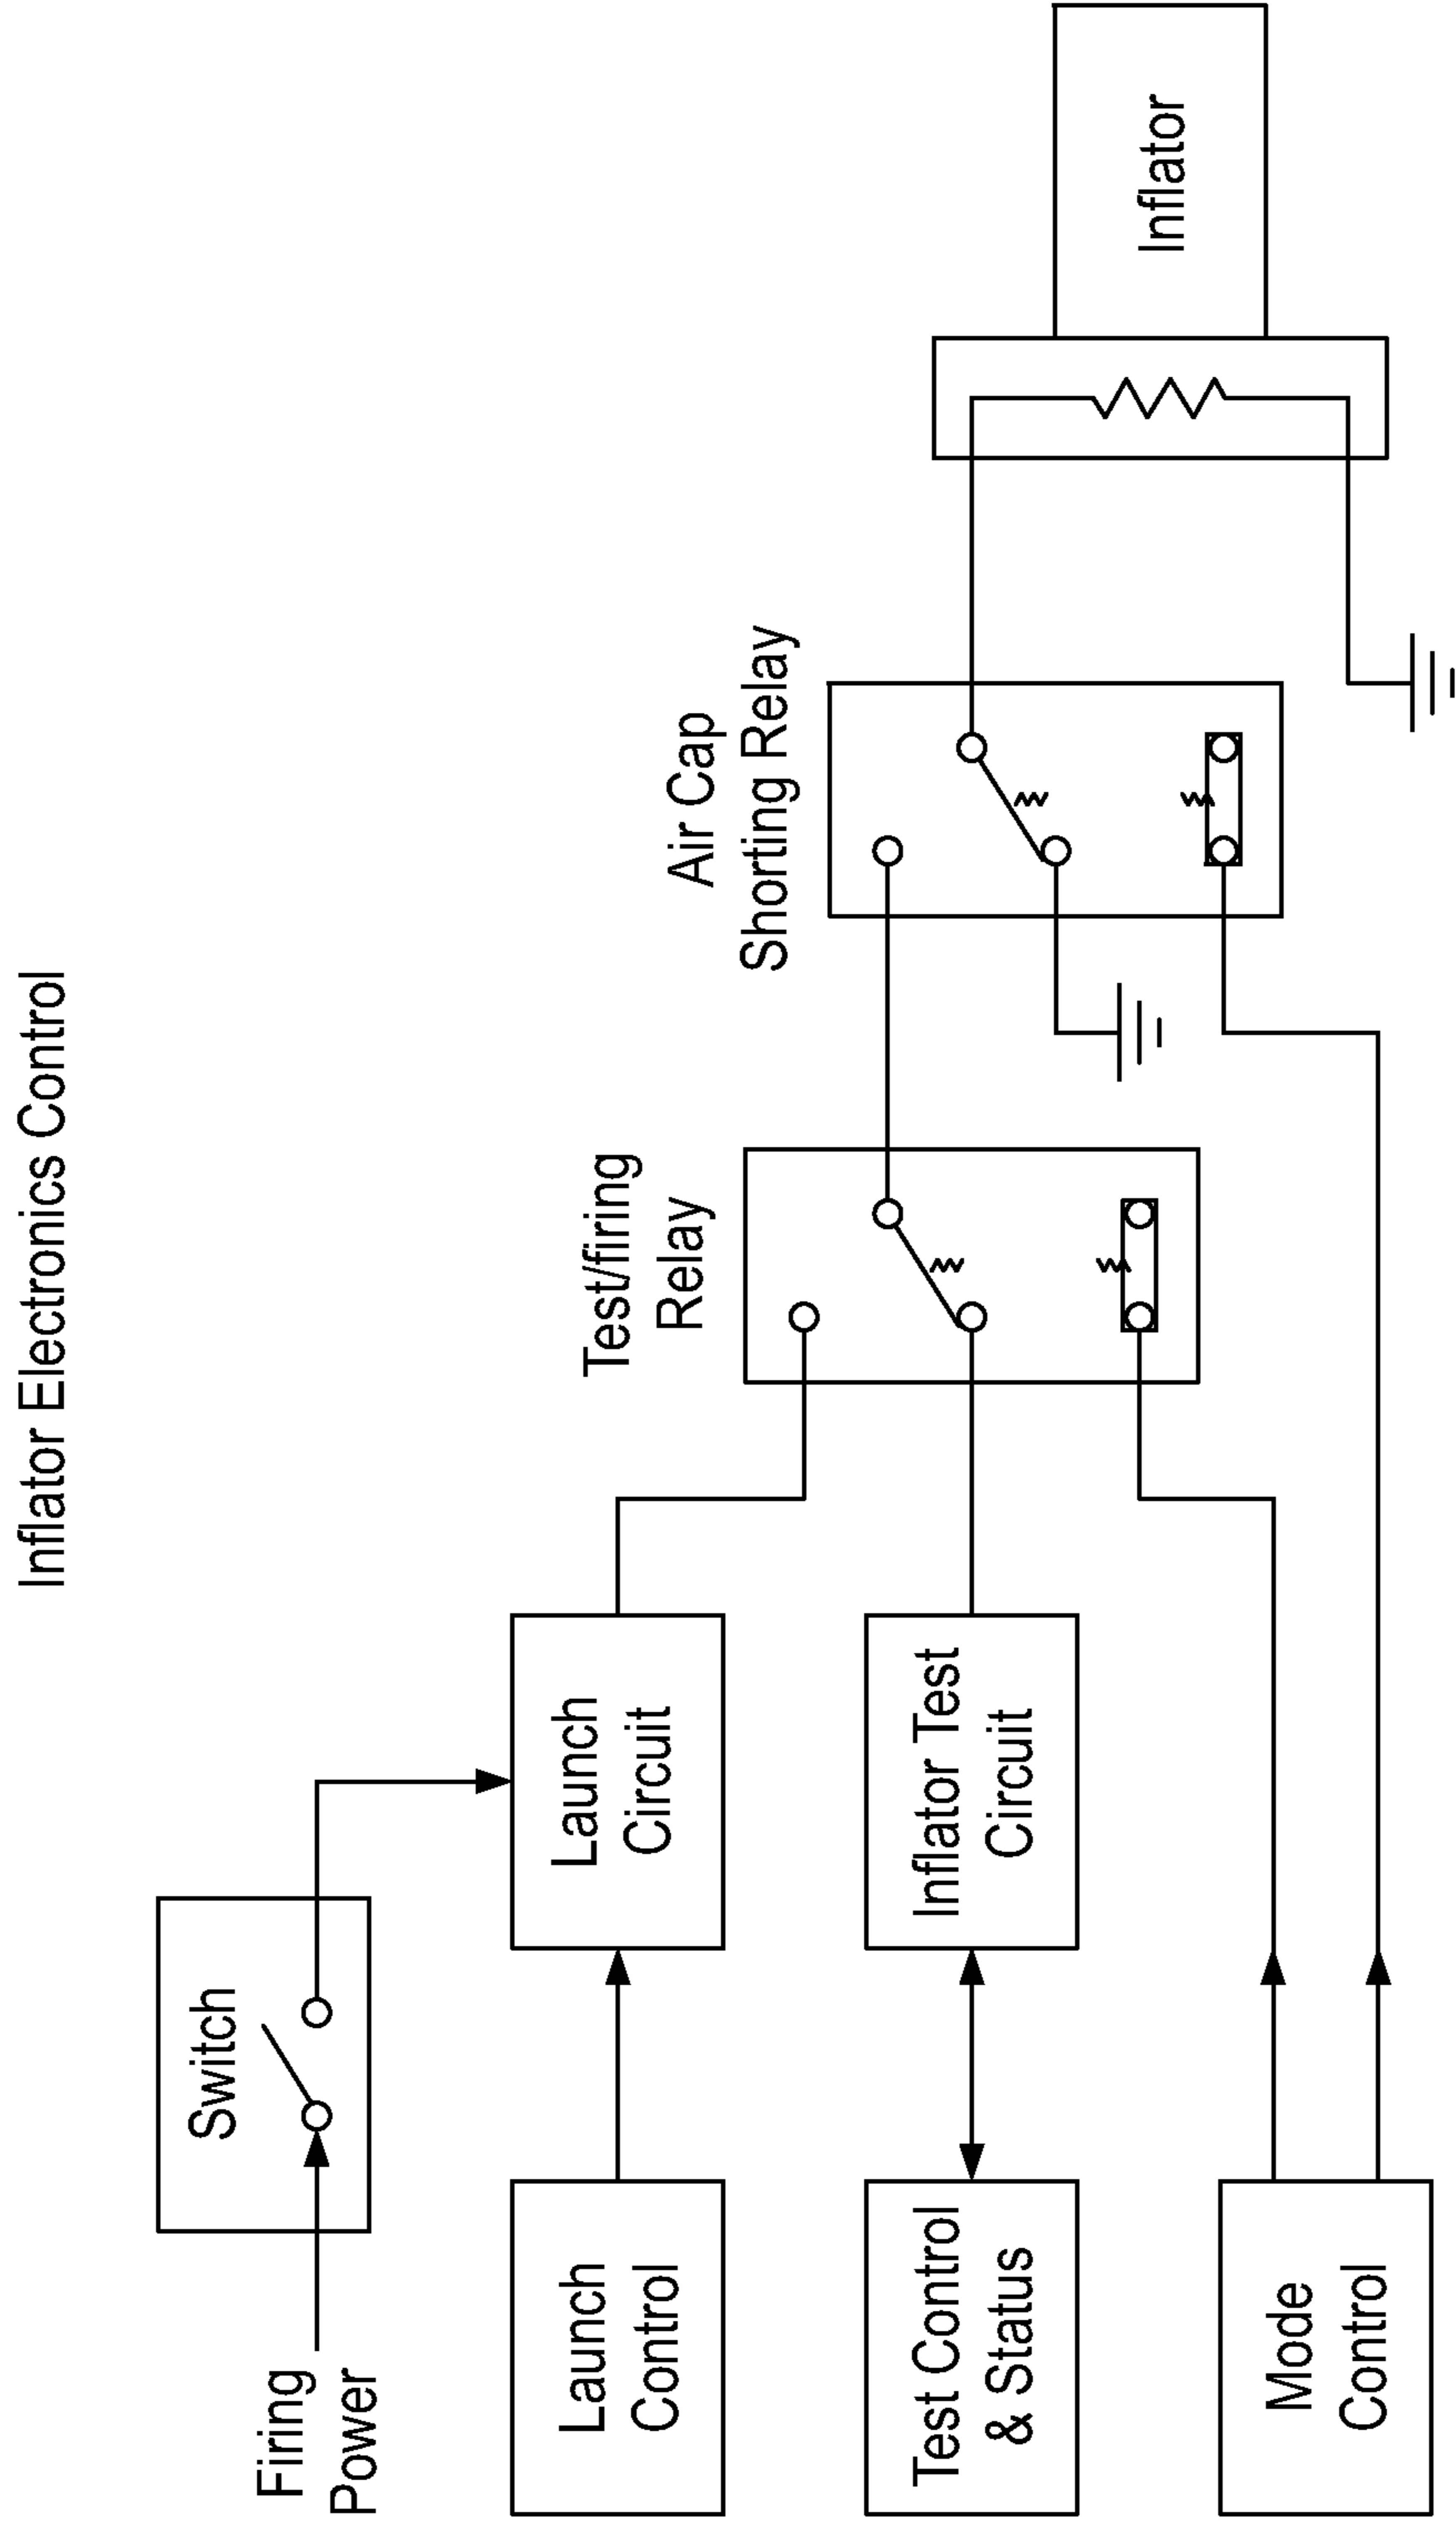 Inflator Electronics Control
Firing
Power
Switch
Launch
Control
Launch
Circuit
Test/firing
Relay
Air Cap
Shorting Relay
Test Control
& Status
Inflator Test
Circuit
Inflator
Mode
Control